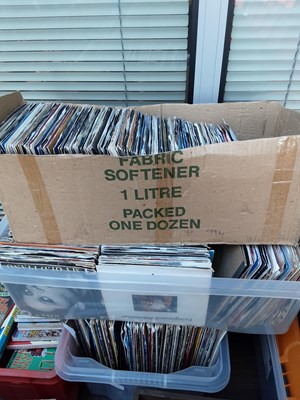 FABRIC
SOFTENER
1 LITRE
PACKED
ONE DOZEN